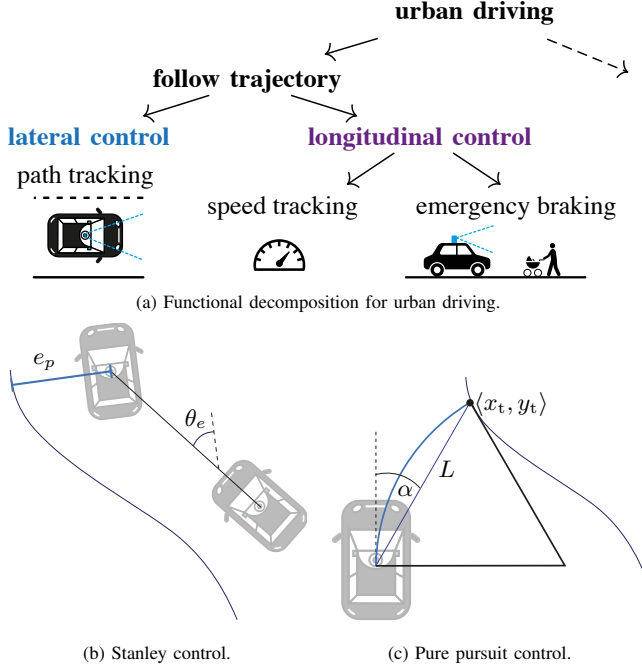 urban driving
follow trajectory
lateral control
longitudinal control
path tracking
speed tracking
emergency braking
(a) Functional decomposition for urban driving.
e_p
θ_e
⟨x_t, y_t⟩
L
α
(b) Stanley control.
(c) Pure pursuit control.